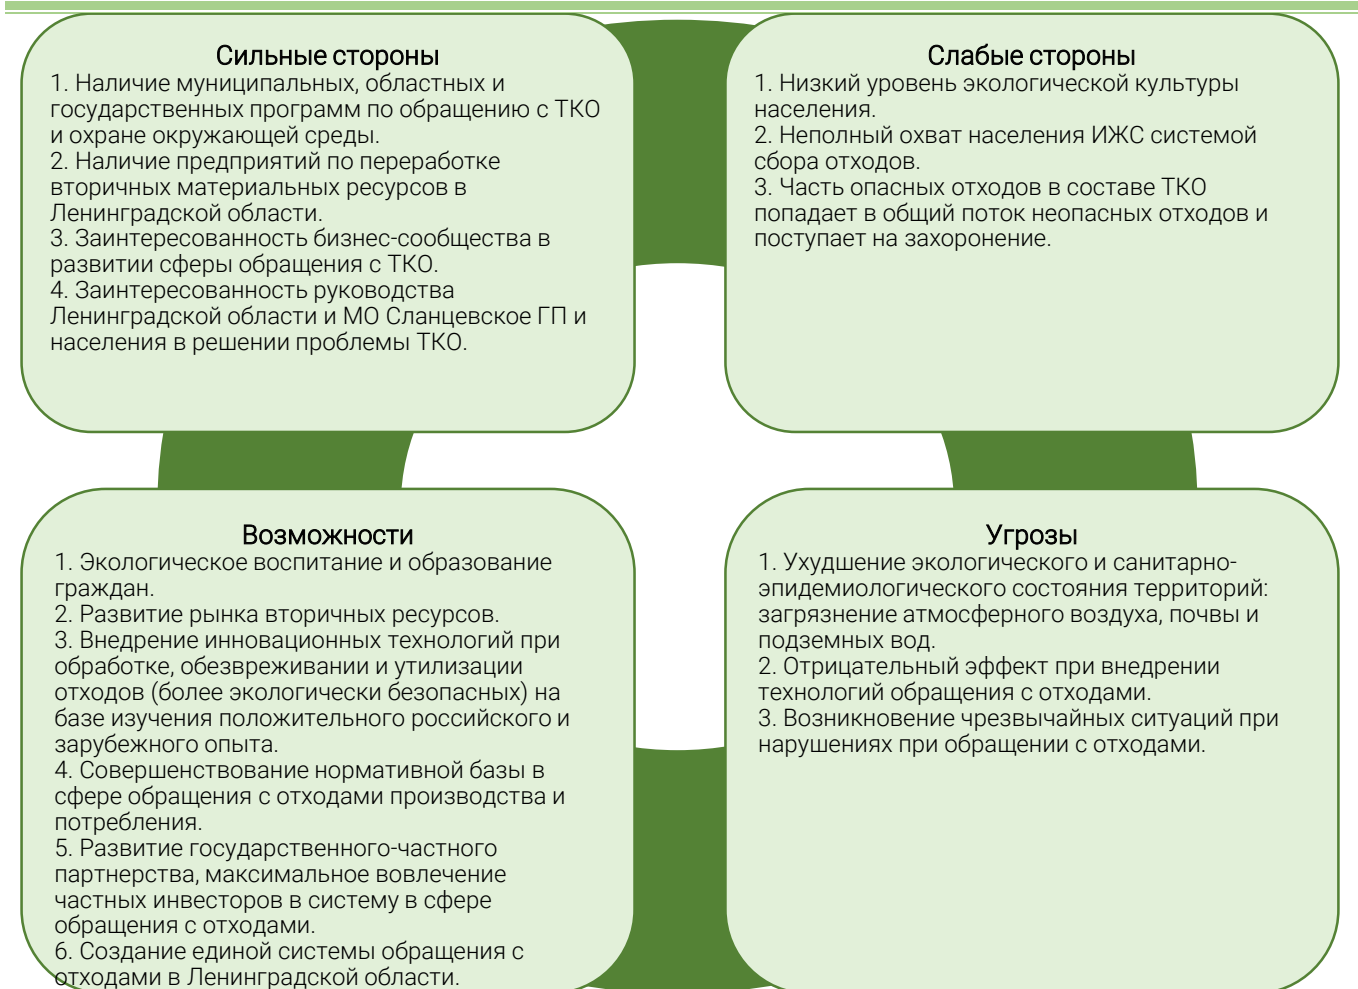 Сильные стороны
1. Наличие муниципальных, областных и
государственных программ по обращению с ТКО
и охране окружающей среды.
2. Наличие предприятий по переработке
вторичных материальных ресурсов в
Ленинградской области.
3. Заинтересованность бизнес-сообщества в
развитии сферы обращения с ТКО.
4. Заинтересованность руководства
Ленинградской области и МО Сланцевское ГП и
населения в решении проблемы ТКО.
Слабые стороны
1. Низкий уровень экологической культуры
населения.
2. Неполный охват населения ИЖС системой
сбора отходов.
3. Часть опасных отходов в составе ТКО
попадает в общий поток неопасных отходов и
поступает на захоронение.
Возможности
1. Экологическое воспитание и образование
граждан.
2. Развитие рынка вторичных ресурсов.
3. Внедрение инновационных технологий при
обработке, обезвреживании и утилизации
отходов (более экологически безопасных) на
базе изучения положительного российского и
зарубежного опыта.
4. Совершенствование нормативной базы в
сфере обращения с отходами производства и
потребления.
5. Развитие государственного-частного
партнерства, максимальное вовлечение
частных инвесторов в систему в сфере
обращения с отходами.
6. Создание единой системы обращения с
отходами в Ленинградской области.
Угрозы
1. Ухудшение экологического и санитарно-
эпидемиологического состояния территорий:
загрязнение атмосферного воздуха, почвы и
подземных вод.
2. Отрицательный эффект при внедрении
технологий обращения с отходами.
3. Возникновение чрезвычайных ситуаций при
нарушениях при обращении с отходами.